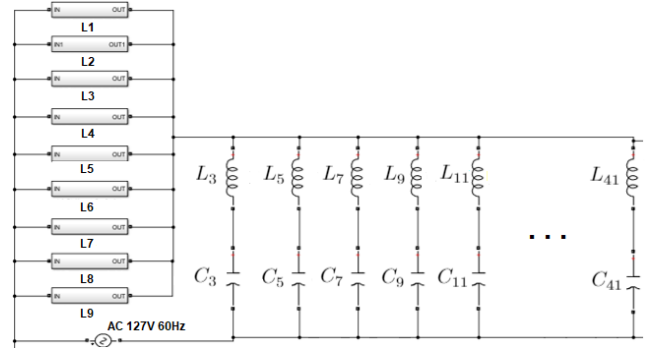 IN OUT
L1
IN1 OUT1
L2
IN OUT
L3
IN OUT
L4
IN OUT
L5
IN OUT
L6
IN OUT
L7
IN OUT
L8
IN OUT
L9
AC 127V 60Hz
L₃ L₅ L₇ L₉ L₁₁ L₄₁
...
C₃ C₅ C₇ C₉ C₁₁ C₄₁